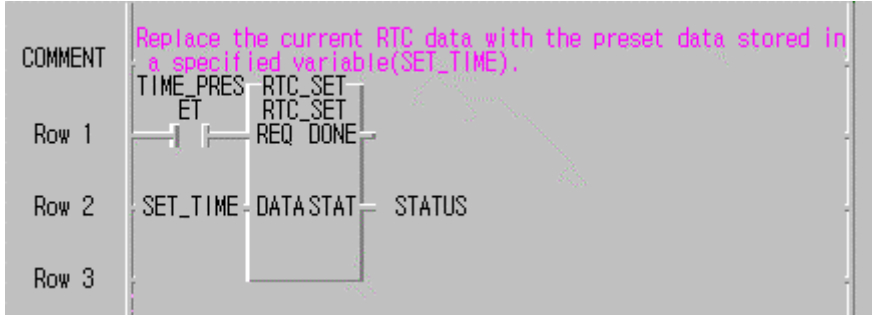 Replace the current RTC data with the preset data stored in
COMMENT
a specified variable(SET_TIME).
TIME_PRES RTC_SET
ET RTC_SET
Row 1 REQ DONE
Row 2 SET_TIME DATA STAT STATUS
Row 3